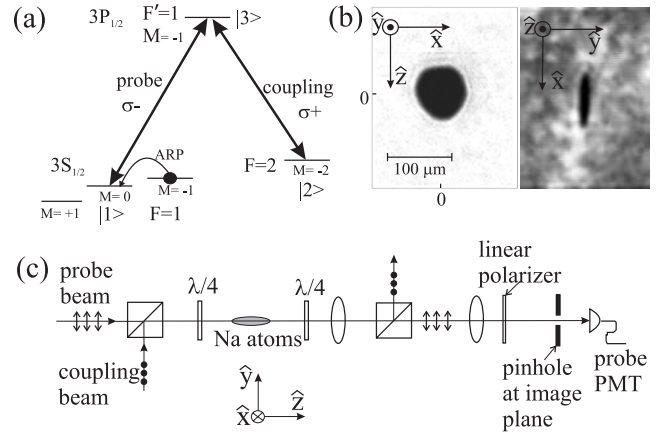 (a)
3P1/2
F'=1
M= -1
|3>
probe
σ-
coupling
σ+
3S1/2
ARP
M= 0
M= -1
M= +1
|1>
F=1
F=2
M= -2
|2>
(b)
ŷ
x̂
ẑ
0
100 μm
0
ẑ
ŷ
x̂
(c)
probe
beam
λ/4
λ/4
Na atoms
coupling
beam
linear
polarizer
pinhole
at image
plane
probe
PMT
ŷ
x̂
ẑ